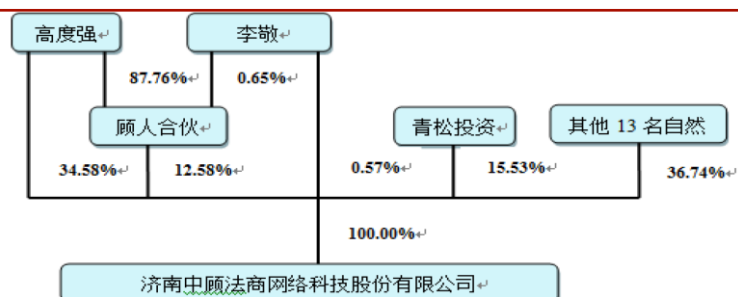 高度强
李敬
87.76%
0.65%
顾人合伙
青松投资
其他 13 名自然
34.58%
12.58%
0.57%
15.53%
36.74%
100.00%
济南中顾法商网络科技股份有限公司